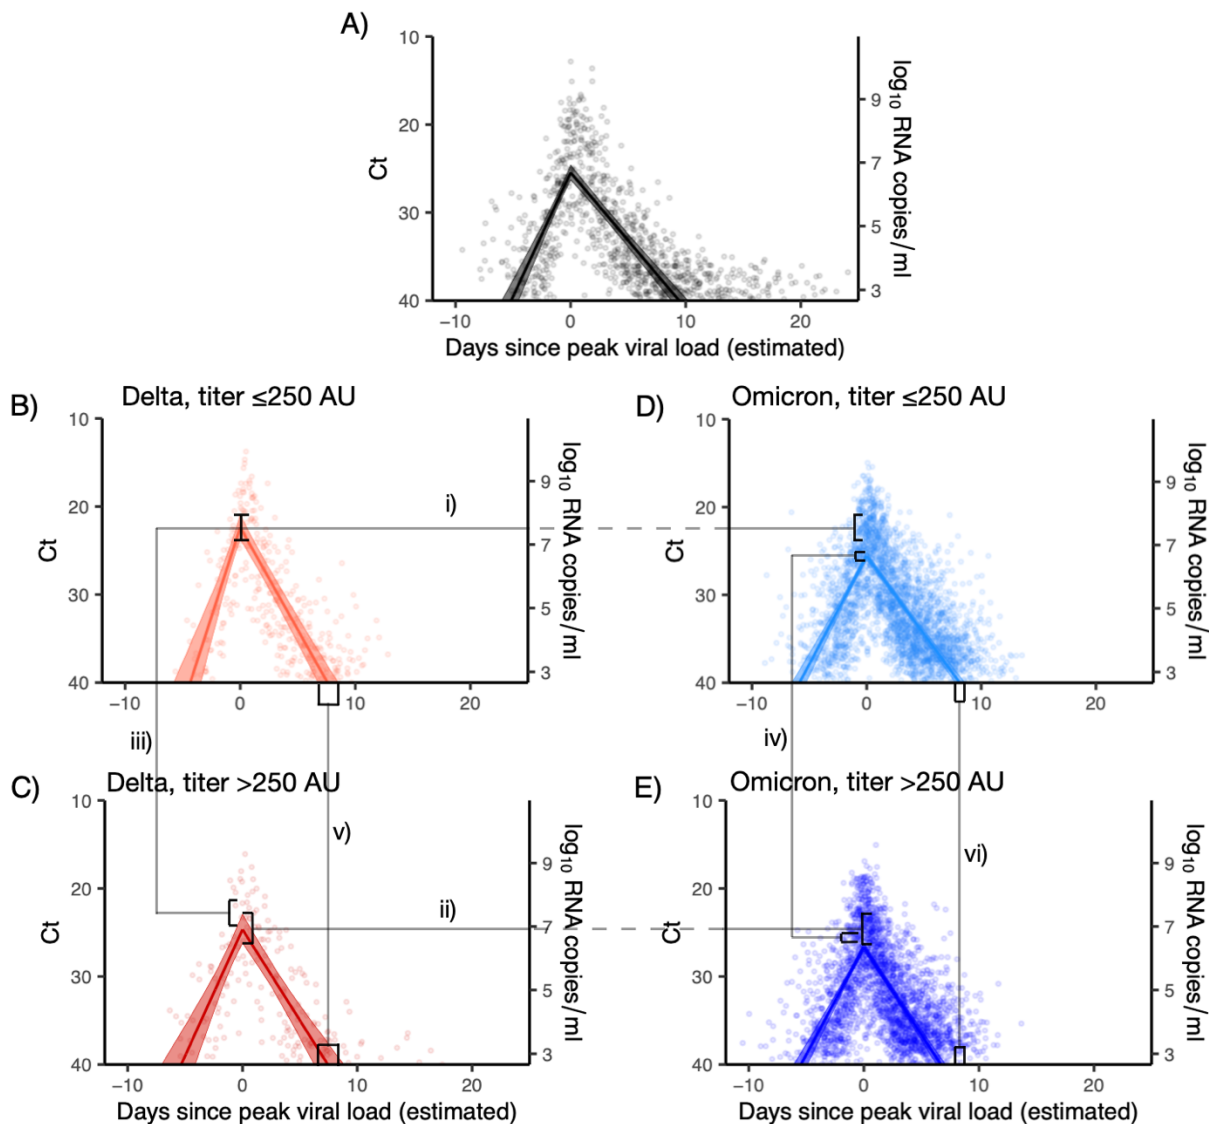 A)
10
20
30
40
Ct
9
7
5
3
log10 RNA copies/ml
−10 0 10 20
Days since peak viral load (estimated)
B)
Delta, titer ≤250 AU
10
20
30
40
Ct
9
7
5
3
log10 RNA copies/ml
−10 0 10 20
i)
D)
Omicron, titer ≤250 AU
10
20
30
40
9
7
5
3
log10 RNA copies/ml
−10 0 10 20
iii)
iv)
C)
Delta, titer >250 AU
10
20
30
40
Ct
9
7
5
3
log10 RNA copies/ml
−10 0 10 20
Days since peak viral load (estimated)
v)
ii)
E)
Omicron, titer >250 AU
10
20
30
40
Ct
9
7
5
3
log10 RNA copies/ml
−10 0 10 20
Days since peak viral load (estimated)
vi)